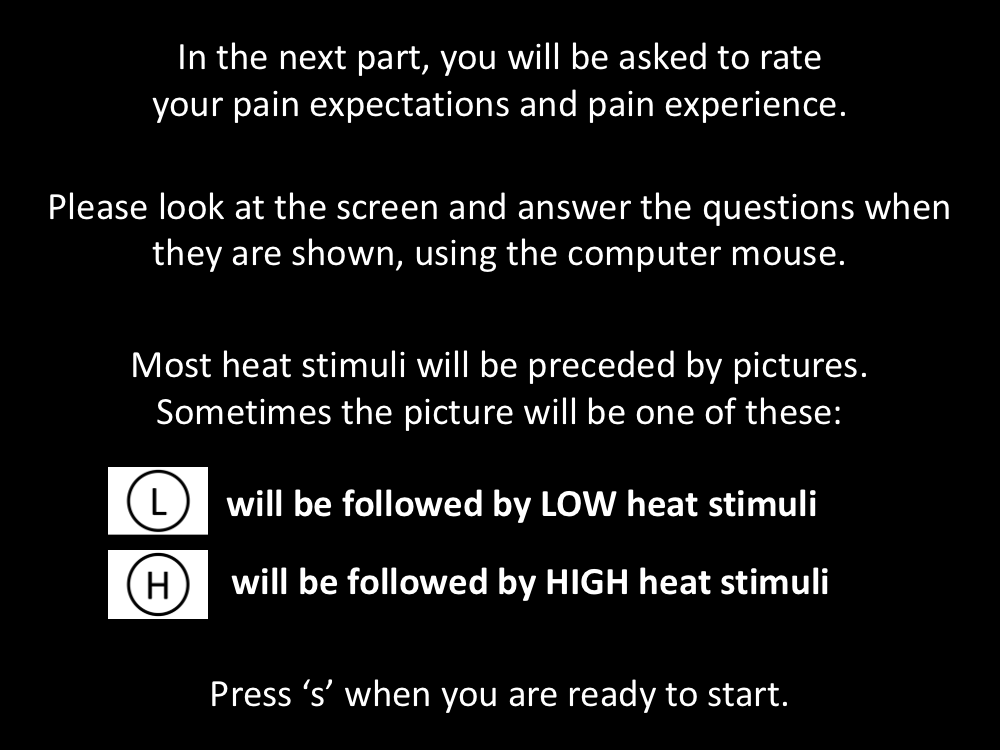 In the next part, you will be asked to rate
your pain expectations and pain experience.
Please look at the screen and answer the questions when
they are shown, using the computer mouse.
Most heat stimuli will be preceded by pictures.
Sometimes the picture will be one of these:
L will be followed by LOW heat stimuli
H will be followed by HIGH heat stimuli
Press ‘s’ when you are ready to start.